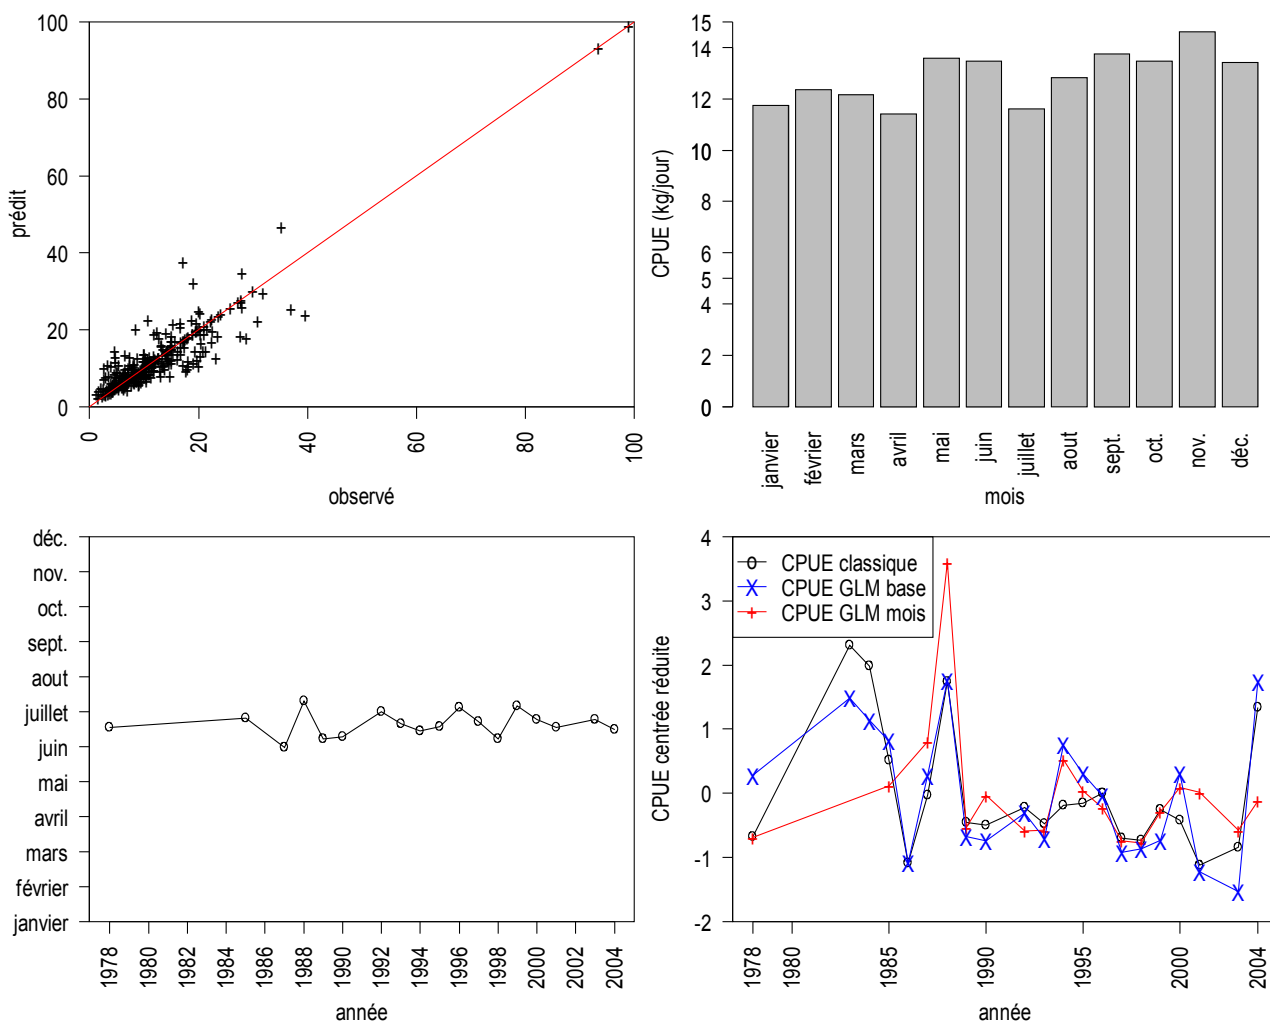 100
80
60
40
20
0
prédit
0
20
40
60
80
100
observé
15
14
12
10
8
6
5
4
2
0
CPUE (kg/jour)
janvier
février
mars
avril
mai
juin
juillet
aout
sept.
oct.
nov.
déc.
mois
déc.
nov.
oct.
sept.
aout
juillet
juin
mai
avril
mars
février
janvier
1978
1980
1982
1984
1986
1988
1990
1992
1994
1996
1998
2000
2002
2004
année
4
3
2
1
0
-1
-2
CPUE centrée réduite
CPUE classique
CPUE GLM base
CPUE GLM mois
1978
1980
1985
1990
1995
2000
2004
année